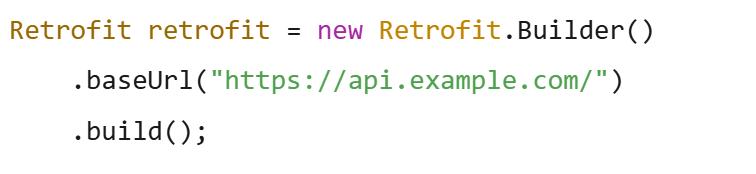 Retrofit retrofit = new Retrofit.Builder()
    .baseUrl("https://api.example.com/")
    .build();